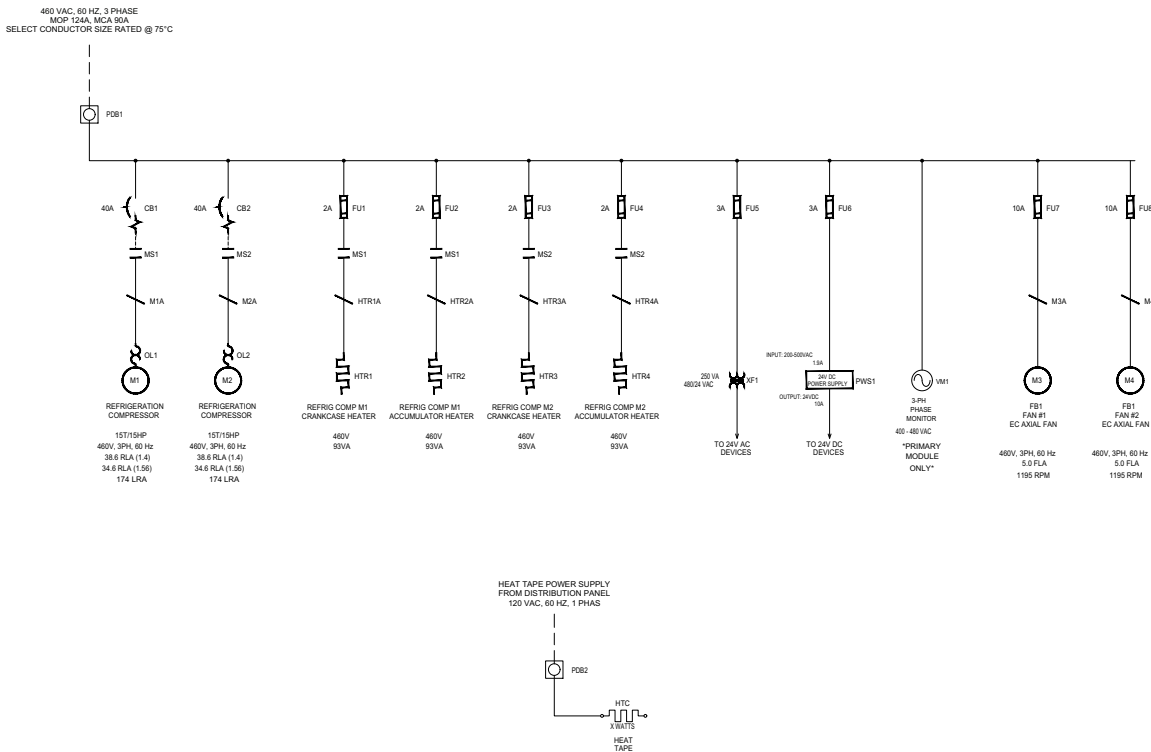 460 VAC, 60 HZ, 3 PHASE
MOP 124A, MCA 90A
SELECT CONDUCTOR SIZE RATED @ 75°C
PDB1
40A
CB1
40A
CB2
2A
FU1
2A
FU2
2A
FU3
2A
FU4
3A
FU5
3A
FU6
10A
FU7
10A
FU8
MS1
MS2
MS1
MS1
MS2
MS2
M1A
M2A
HTR1A
HTR2A
HTR3A
HTR4A
M3A
OL1
OL2
M1
M2
HTR1
HTR2
HTR3
HTR4
250 VA
480/24 VAC
XF1
INPUT: 200-500VAC
1.9A
24V DC
POWER SUPPLY
PWS1
OUTPUT: 24VDC
10A
VM1
M3
M4
REFRIGERATION
COMPRESSOR
15T/15HP
460V, 3PH, 60 Hz
38.6 RLA (1.4)
34.6 RLA (1.56)
174 LRA
REFRIGERATION
COMPRESSOR
15T/15HP
460V, 3PH, 60 Hz
38.6 RLA (1.4)
34.6 RLA (1.56)
174 LRA
REFRIG COMP M1
CRANKCASE HEATER
460V
93VA
REFRIG COMP M1
ACCUMULATOR HEATER
460V
93VA
REFRIG COMP M2
CRANKCASE HEATER
460V
93VA
REFRIG COMP M2
ACCUMULATOR HEATER
460V
93VA
TO 24V AC
DEVICES
TO 24V DC
DEVICES
3-PH
PHASE
MONITOR
400 - 480 VAC
*PRIMARY
MODULE
ONLY*
FB1
FAN #1
EC AXIAL FAN
460V, 3PH, 60 Hz
5.0 FLA
1195 RPM
FB1
FAN #2
EC AXIAL FAN
460V, 3PH, 60 Hz
5.0 FLA
1195 RPM
HEAT TAPE POWER SUPPLY
FROM DISTRIBUTION PANEL
120 VAC, 60 HZ, 1 PHAS
PDB2
HTC
X WATTS
HEAT
TAPE